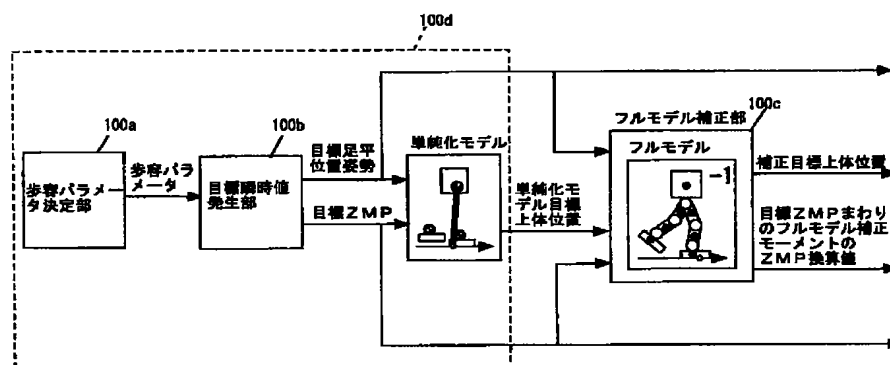 100d
100a
歩容パラメー
タ決定部
歩容パラ
メータ
100b
目標瞬時値
発生部
目標足平
位置姿勢
目標ZMP
単純化モデル
単純化モ
デル目標
上体位置
フルモデル補正部
100c
フルモデル
-1
補正目標上体位置
目標ZMPまわり
のフルモデル補正
モーメントの
ZMP換算値